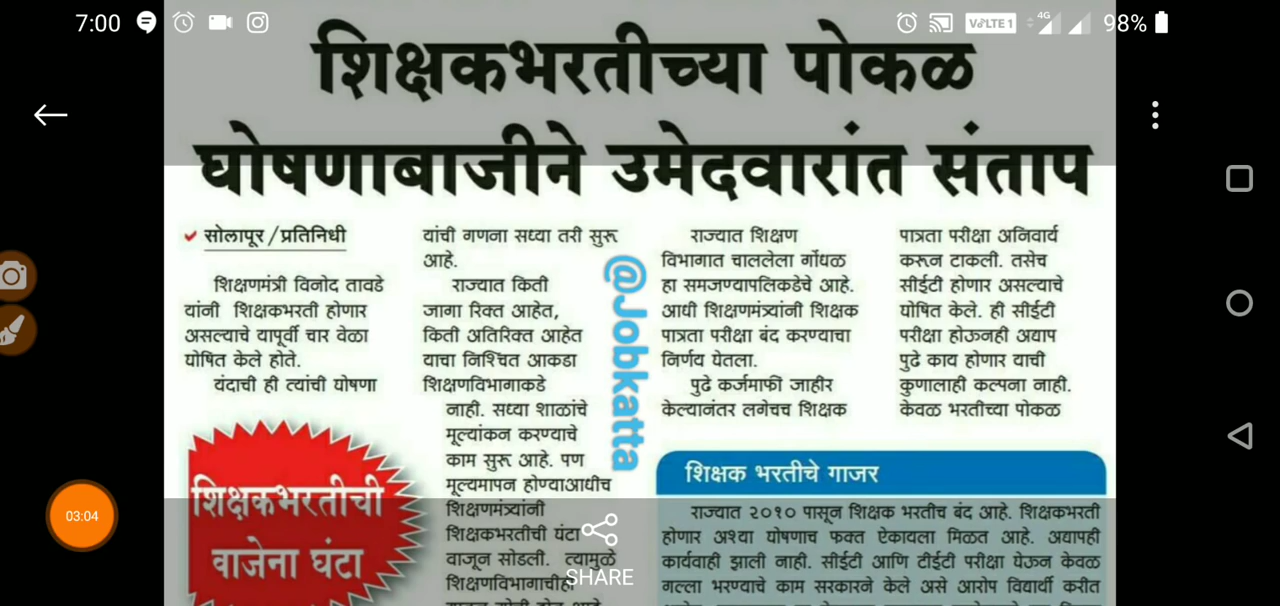 7:00
VoLTE 1
4G
98%
शिक्षकभरतीच्या पोकळ
घोषणाबाजीने उमेदवारांत संताप
सोलापूर/प्रतिनिधी
शिक्षणमंत्री विनोद तावडे
यांनी शिक्षकभरती होणार
असल्याचे यापूर्वी चार वेळा
घोषित केले होते.
यंदाची ही त्यांची घोषणा
शिक्षकभरतीची
वाजेना घंटा
यांची गणना सध्या तरी सुरू
आहे.
राज्यात किती
जागा रिक्त आहेत,
किती अतिरिक्त आहेत
याचा निश्चित आकडा
शिक्षणविभागाकडे
नाही. सध्या शाळांचे
मूल्यांकन करण्याचे
काम सुरू आहे. पण
मूल्यमापन होण्याआधीच
शिक्षणमंत्र्यांनी
शिक्षकभरतीची घंटा
वाजून सोडली. त्यामुळे
शिक्षणविभागाचीही
@Jobkatta
राज्यात शिक्षण
विभागात चाललेला गोंधळ
हा समजण्यापलिकडेचे आहे.
आधी शिक्षणमंत्र्यांनी शिक्षक
पात्रता परीक्षा बंद करण्याचा
निर्णय घेतला.
पुढे कर्जमाफी जाहीर
केल्यानंतर लगेचच शिक्षक
पात्रता परीक्षा अनिवार्य
करून टाकली. तसेच
सीईटी होणार असल्याचे
घोषित केले. ही सीईटी
परीक्षा होऊनही अद्याप
पुढे काय होणार याची
कुणालाही कल्पना नाही.
केवळ भरतीच्या पोकळ
शिक्षक भरतीचे गाजर
राज्यात २०१० पासून शिक्षक भरतीच बंद आहे. शिक्षकभरती
होणार अश्या घोषणाच फक्त ऐकायला मिळत आहे. अद्यापही
कार्यवाही झाली नाही. सीईटी आणि टीईटी परीक्षा घेऊन केवळ
गल्ला भरण्याचे काम सरकारने केले असे आरोप विद्यार्थी करीत
SHARE
03:04